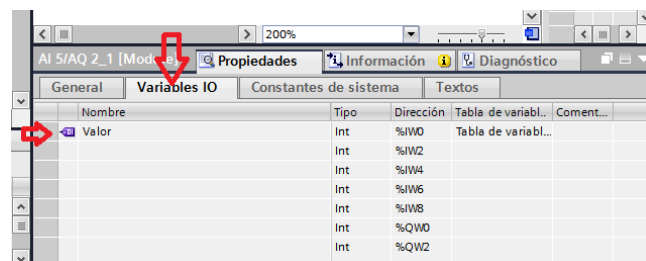 200%
AI 5/AQ 2_1 [Module] Propiedades Información Diagnóstico
General Variables IO Constantes de sistema Textos
Nombre Tipo Dirección Tabla de variabl.. Coment...
Valor Int %IW0 Tabla de variabl...
Int %IW2
Int %IW4
Int %IW6
Int %IW8
Int %QW0
Int %QW2